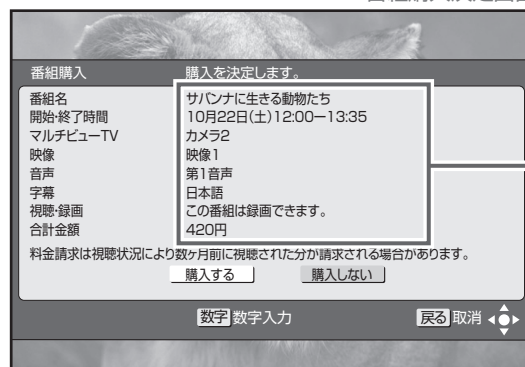 番組購入 購入を決定します。
番組名 サバンナに生きる動物たち
開始・終了時間 10月22日(土)12:00ー13:35
マルチビューTV カメラ2
映像 映像1
音声 第1音声
字幕 日本語
視聴・録画 この番組は録画できます。
合計金額 420円
料金請求は視聴状況により数ヶ月前に視聴された分が請求される場合があります。
購入する 購入しない
数字 数字入力 戻る 取消